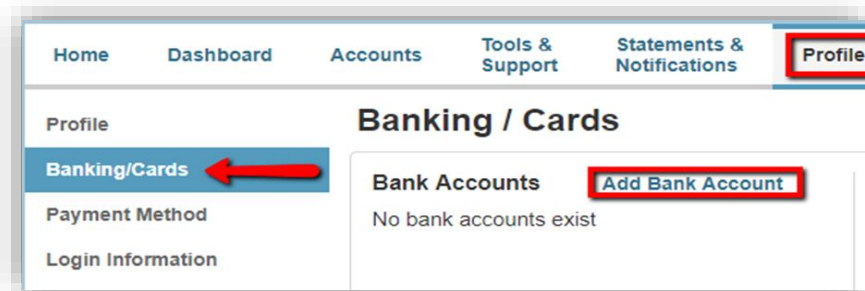 Home Dashboard Accounts Tools & Support Statements & Notifications Profile
Profile
Banking/Cards
Payment Method
Login Information
Banking / Cards
Bank Accounts Add Bank Account
No bank accounts exist